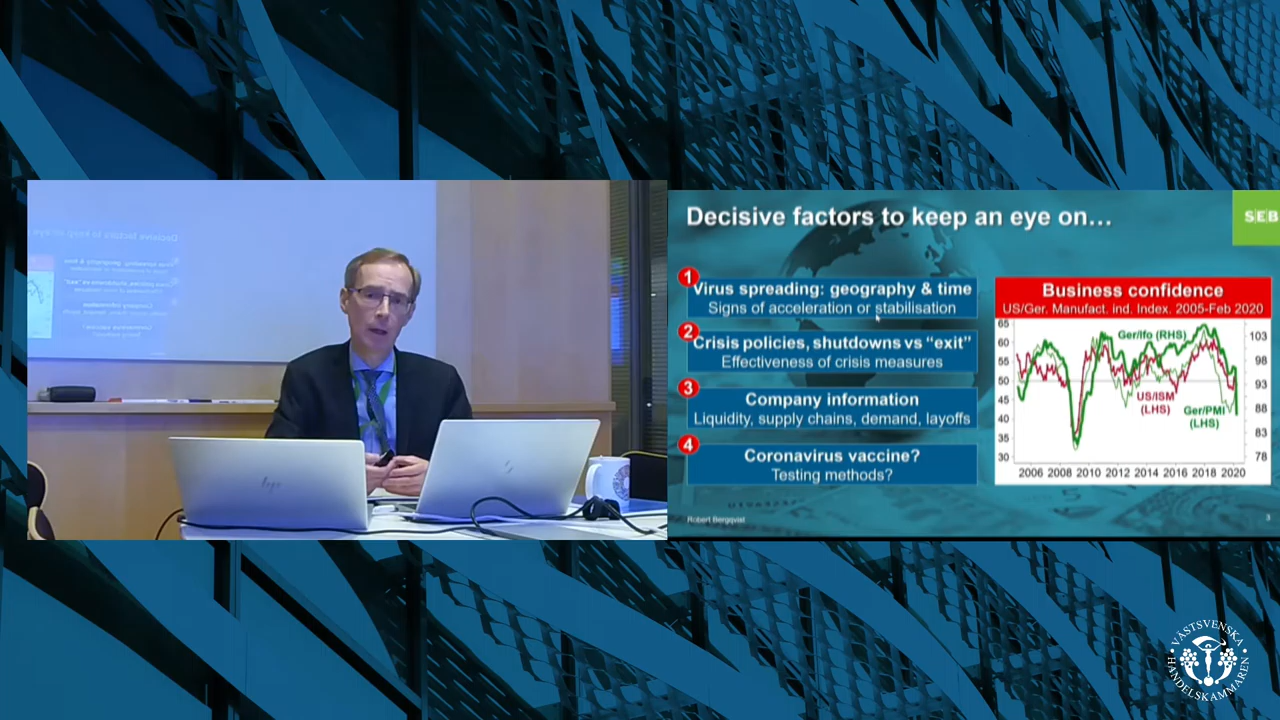 Decisive factors to keep an eye on…
SEB
1
Virus spreading: geography & time
Signs of acceleration or stabilisation
2
Crisis policies, shutdowns vs “exit”
Effectiveness of crisis measures
3
Company information
Liquidity, supply chains, demand, layoffs
4
Coronavirus vaccine?
Testing methods?
Business confidence
US/Ger. Manufact. ind. Index. 2005-Feb 2020
65
60
55
50
45
40
35
30
103
98
93
88
83
78
Ger/Ifo (RHS)
US/ISM
(LHS)
Ger/PMI
(LHS)
2006 2008 2010 2012 2014 2016 2018 2020
Robert Bergqvist
3
hp
VÄSTSVENSKA
HANDELSKAMMAREN